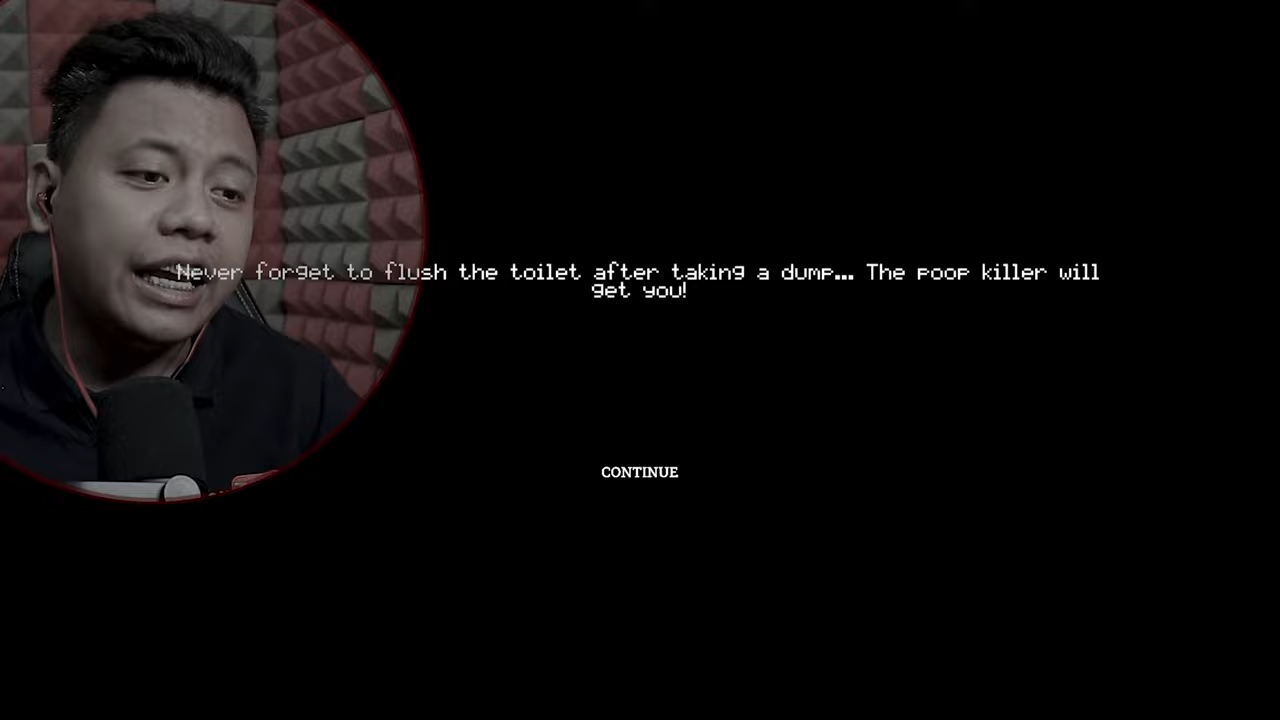 Never forget to flush the toilet after taking a dump... The poop killer will
get you!
CONTINUE